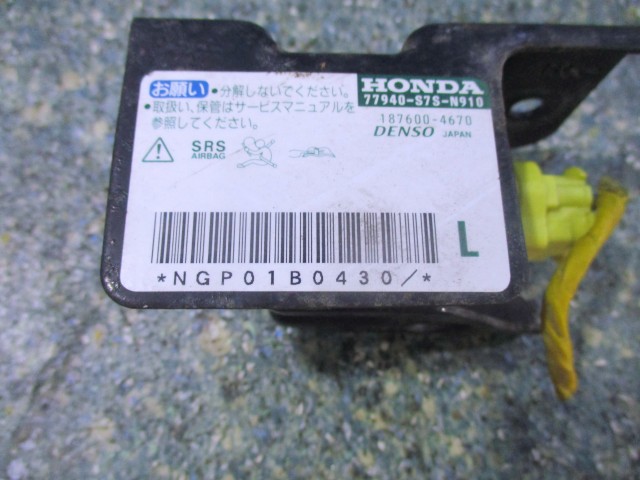 お願い
• 分解しないでください。
• 取扱い、保管はサービスマニュアルを
参照してください。
HONDA
77940-S7S-N910
187600-4670
DENSO JAPAN
SRS
AIRBAG
L
*NGP01B0430/*